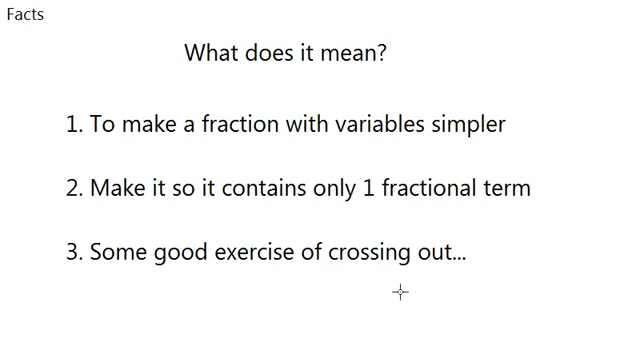 Facts
What does it mean?
1. To make a fraction with variables simpler
2. Make it so it contains only 1 fractional term
3. Some good exercise of crossing out...